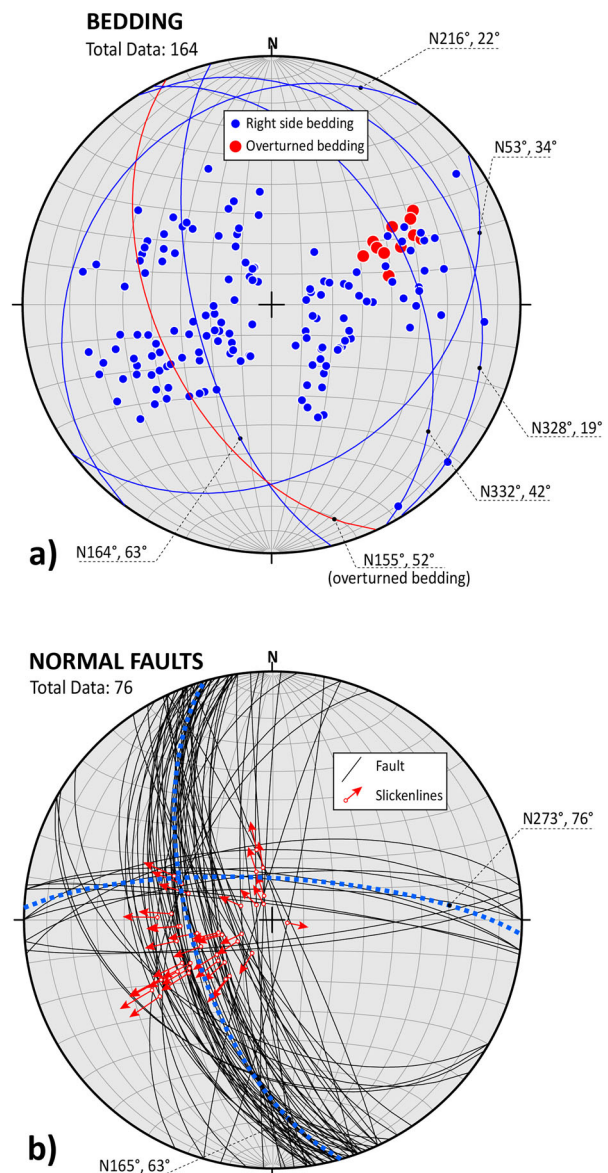 BEDDING
Total Data: 164
N
N216°, 22°
Right side bedding
Overturned bedding
N53°, 34°
N328°, 19°
N332°, 42°
N164°, 63°
N155°, 52°
(overturned bedding)
a)
NORMAL FAULTS
Total Data: 76
N
Fault
Slickenlines
N273°, 76°
b)
N165°, 63°